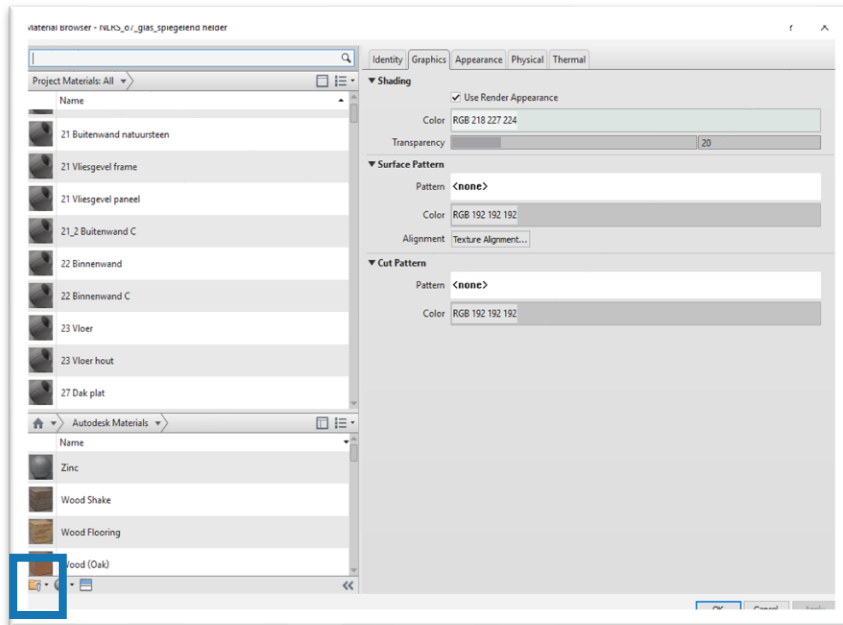 Material Browser - NLRS_67_glas_spiegelend helder
?
Project Materials: All
Name
21 Buitenwand natuursteen
21 Vliesgevel frame
21 Vliesgevel paneel
21_2 Buitenwand C
22 Binnenwand
22 Binnenwand C
23 Vloer
23 Vloer hout
27 Dak plat
Autodesk Materials
Name
Zinc
Wood Shake
Wood Flooring
Wood (Oak)
Identity Graphics Appearance Physical Thermal
Shading
Use Render Appearance
Color RGB 218 227 224
Transparency 20
Surface Pattern
Pattern <none>
Color RGB 192 192 192
Alignment Texture Alignment...
Cut Pattern
Pattern <none>
Color RGB 192 192 192
OK Cancel Apply